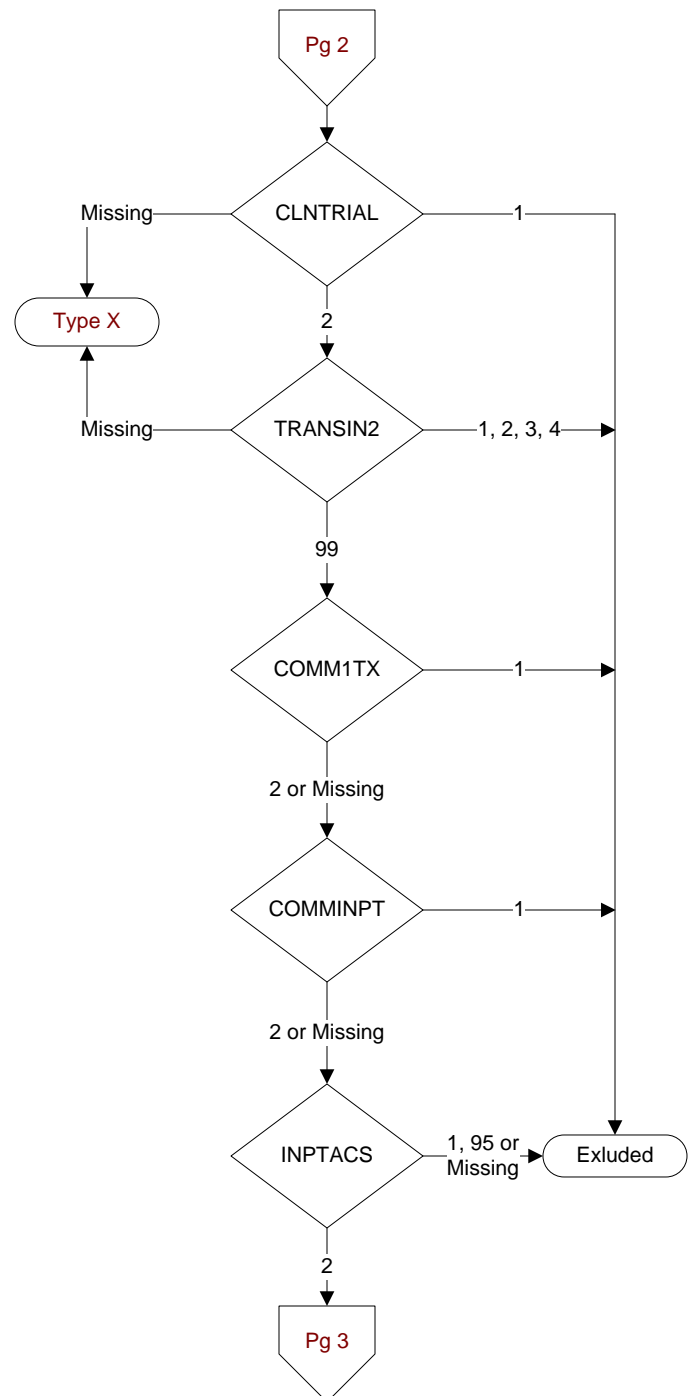 Pg 2
CLNTRIAL
Missing
1
Type X
2
TRANSIN2
Missing
1, 2, 3, 4
99
COMM1TX
1
2 or Missing
COMMINPT
1
2 or Missing
INPTACS
1, 95 or
Missing
Exluded
2
Pg 3